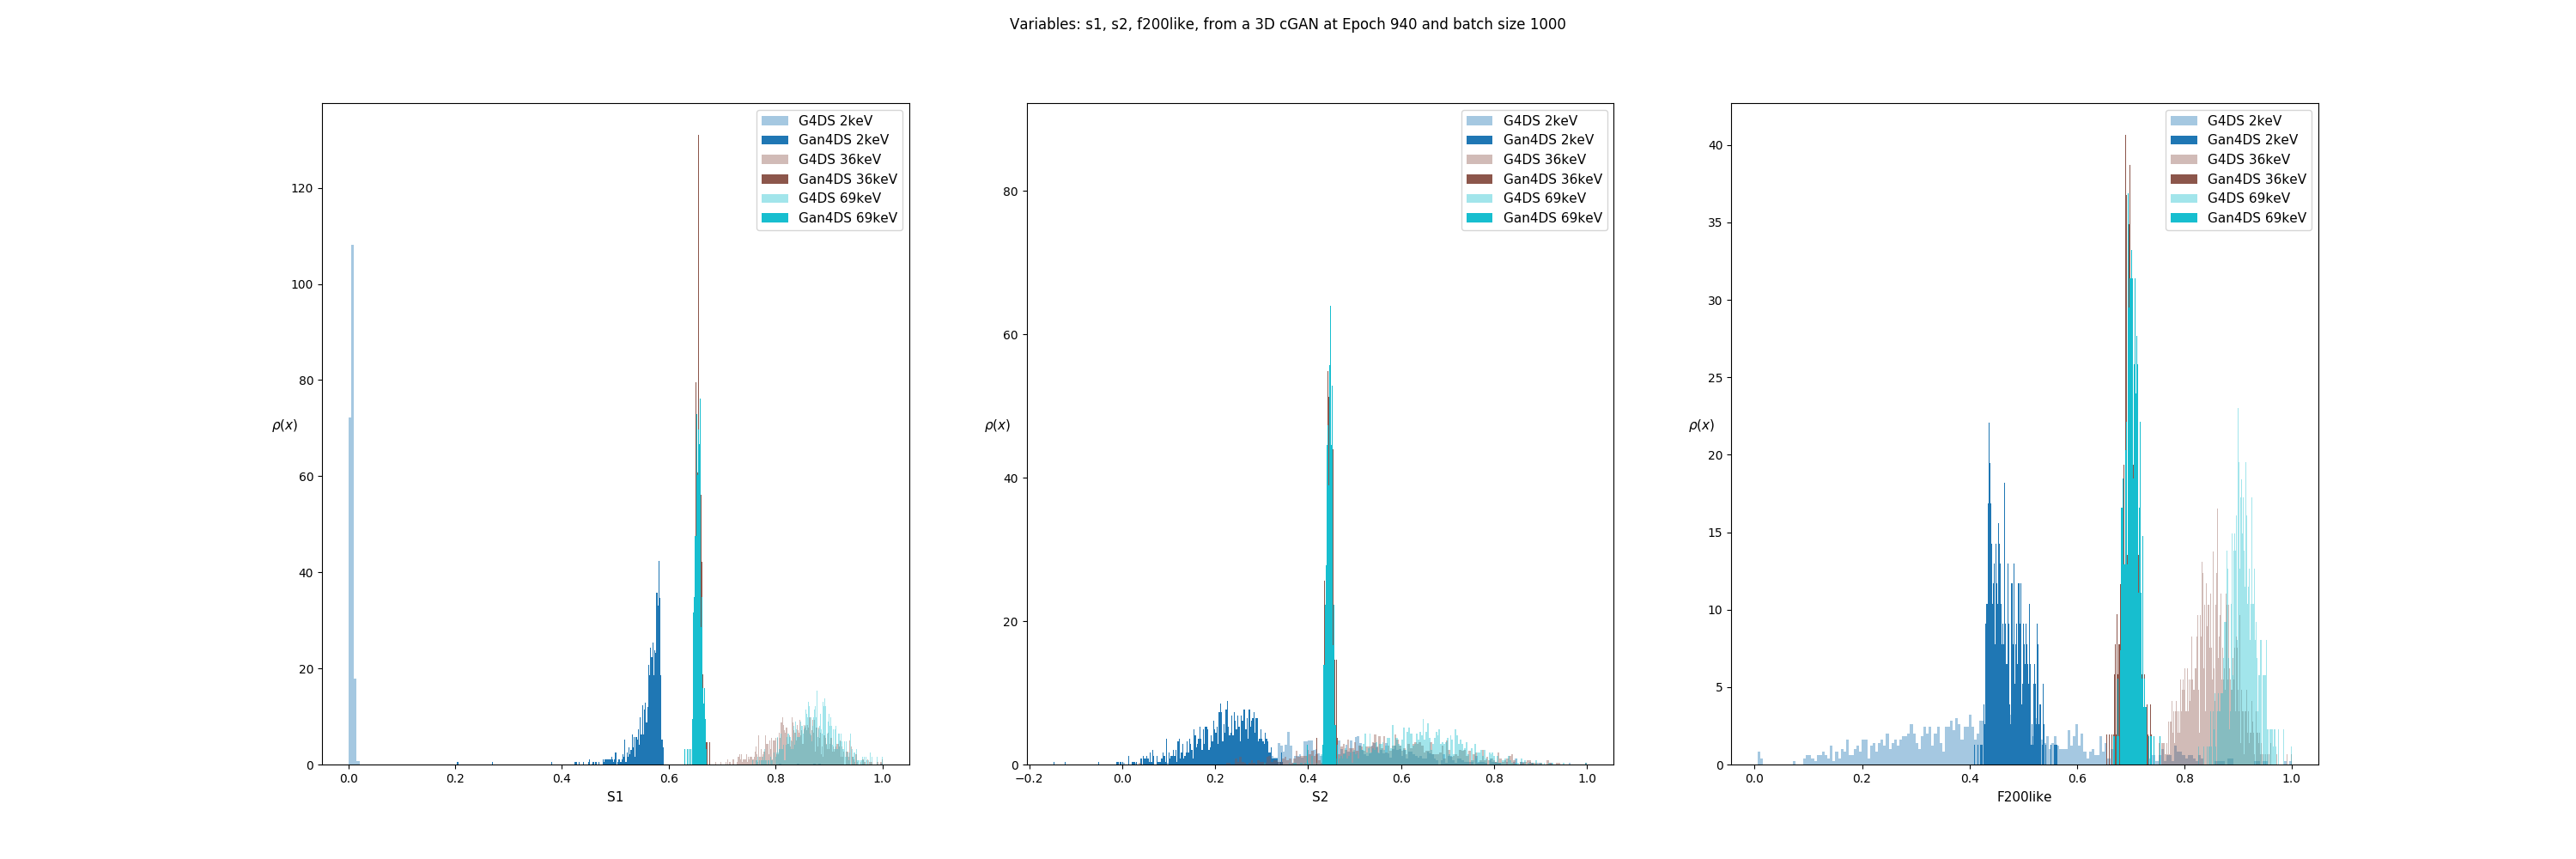 Variables: s1, s2, f200like, from a 3D cGAN at Epoch 940 and batch size 1000
G4DS 2keV
Gan4DS 2keV
G4DS 36keV
Gan4DS 36keV
G4DS 69keV
Gan4DS 69keV
120
100
80
60
40
20
0
ρ(x)
0.0 0.2 0.4 0.6 0.8 1.0
S1
G4DS 2keV
Gan4DS 2keV
G4DS 36keV
Gan4DS 36keV
G4DS 69keV
Gan4DS 69keV
80
60
40
20
0
ρ(x)
−0.2 0.0 0.2 0.4 0.6 0.8 1.0
S2
G4DS 2keV
Gan4DS 2keV
G4DS 36keV
Gan4DS 36keV
G4DS 69keV
Gan4DS 69keV
40
35
30
25
20
15
10
5
0
ρ(x)
0.0 0.2 0.4 0.6 0.8 1.0
F200like